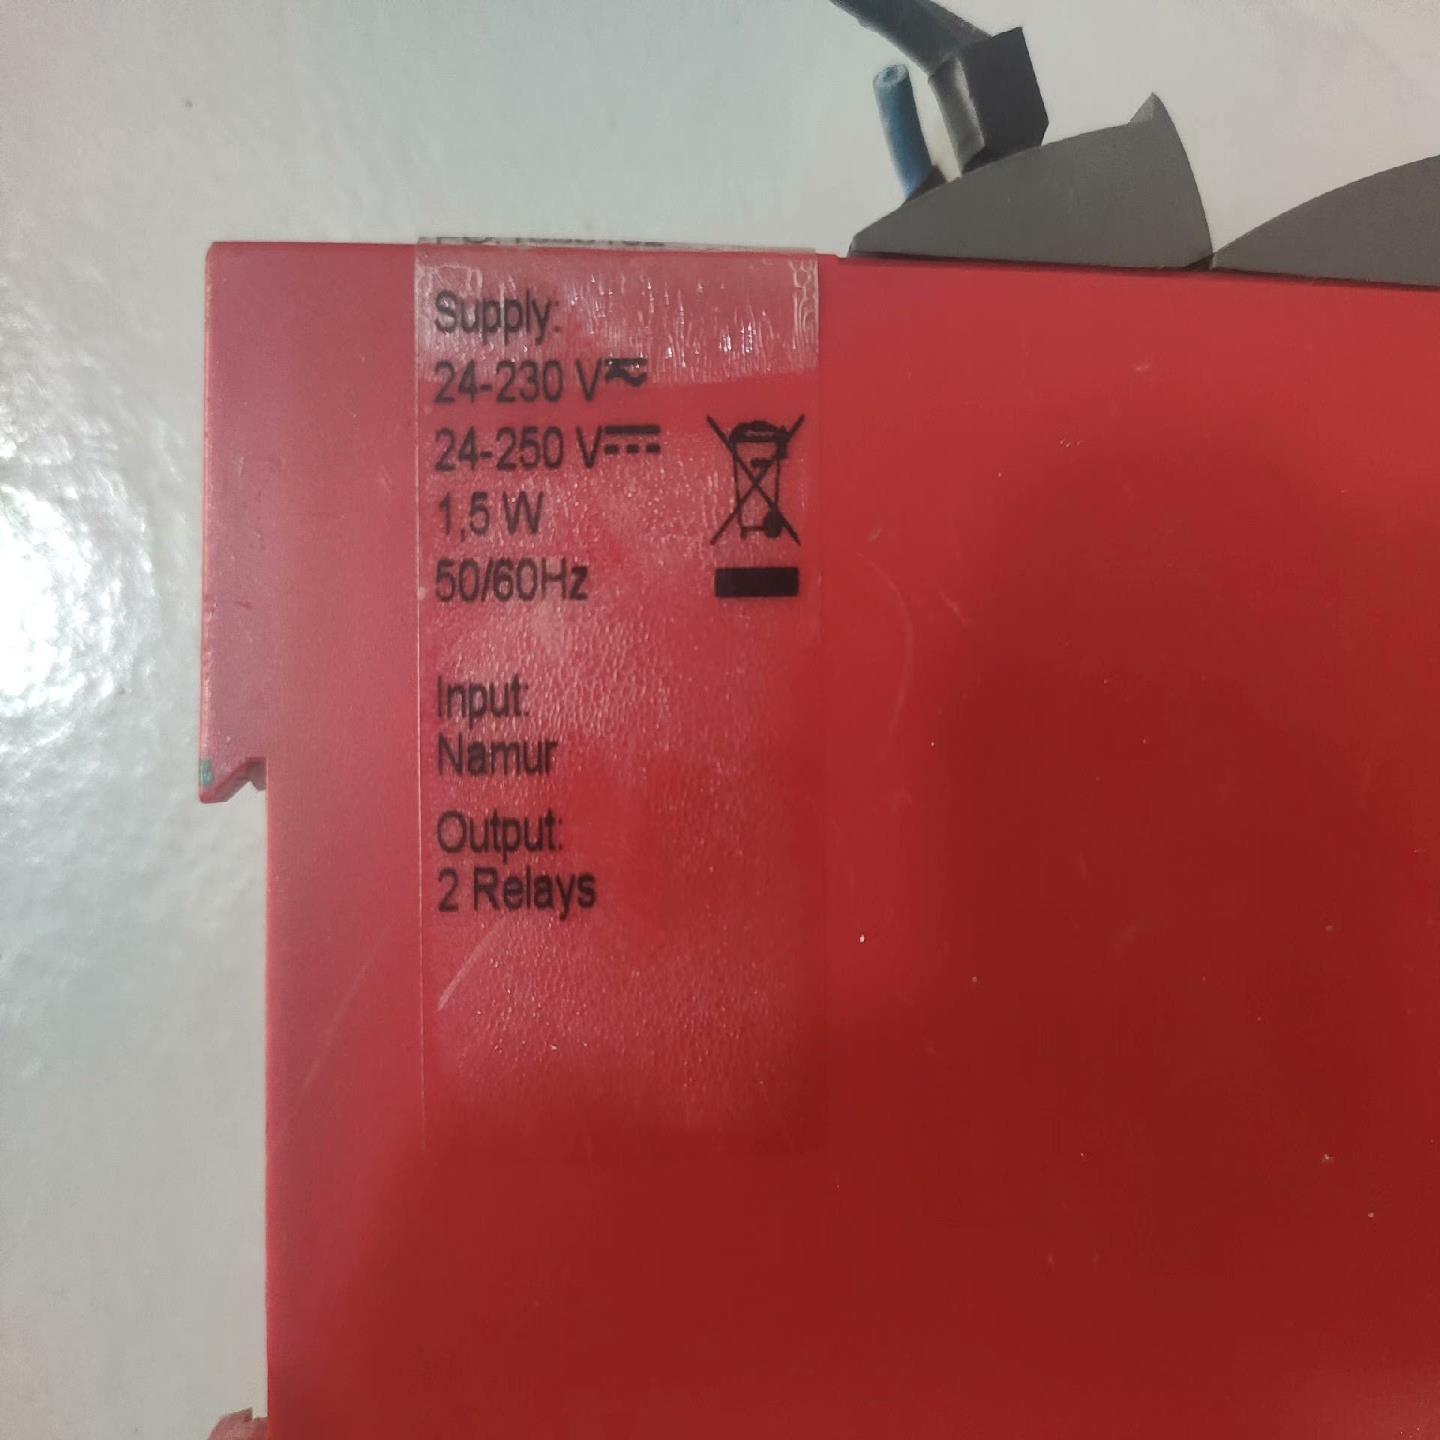 Supply:
24-230 V
24-250 V
1,5 W
50/60Hz
Input:
Namur
Output:
2 Relays